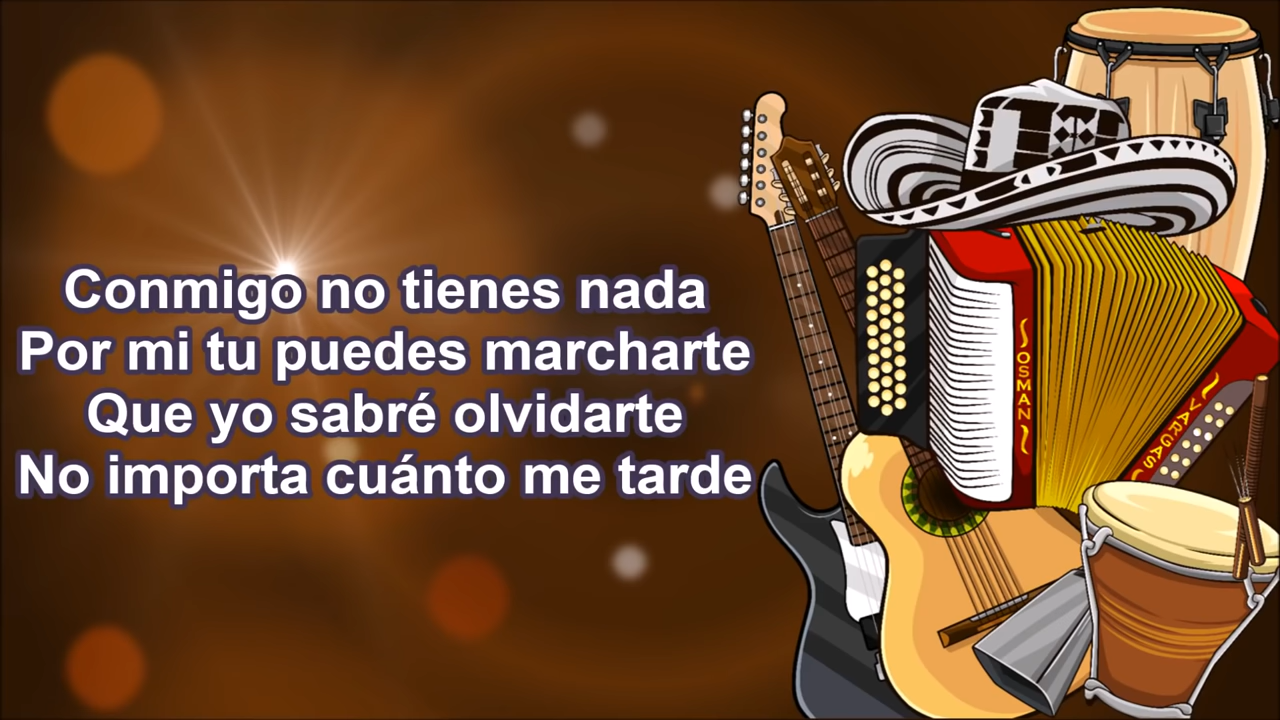 Conmigo no tienes nada
Por mi tu puedes marcharte
Que yo sabré olvidarte
No importa cuánto me tarde
OSMAN
VARGAS